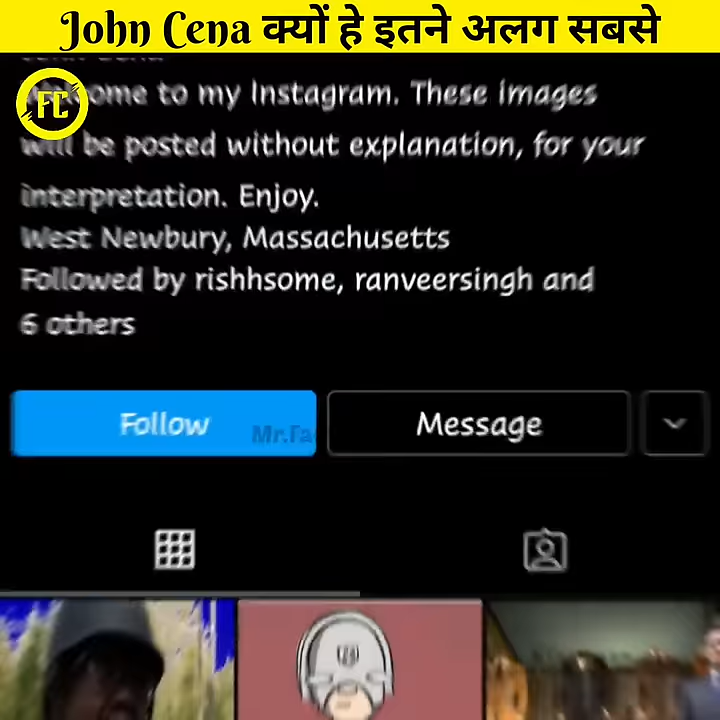 John Cena क्यों हे इतने अलग सबसे
FC
to my Instagram. These images
will be posted without explanation, for your
interpretation. Enjoy.
West Newbury, Massachusetts
Followed by rishhsome, ranveersingh and
6 others
Follow
Message